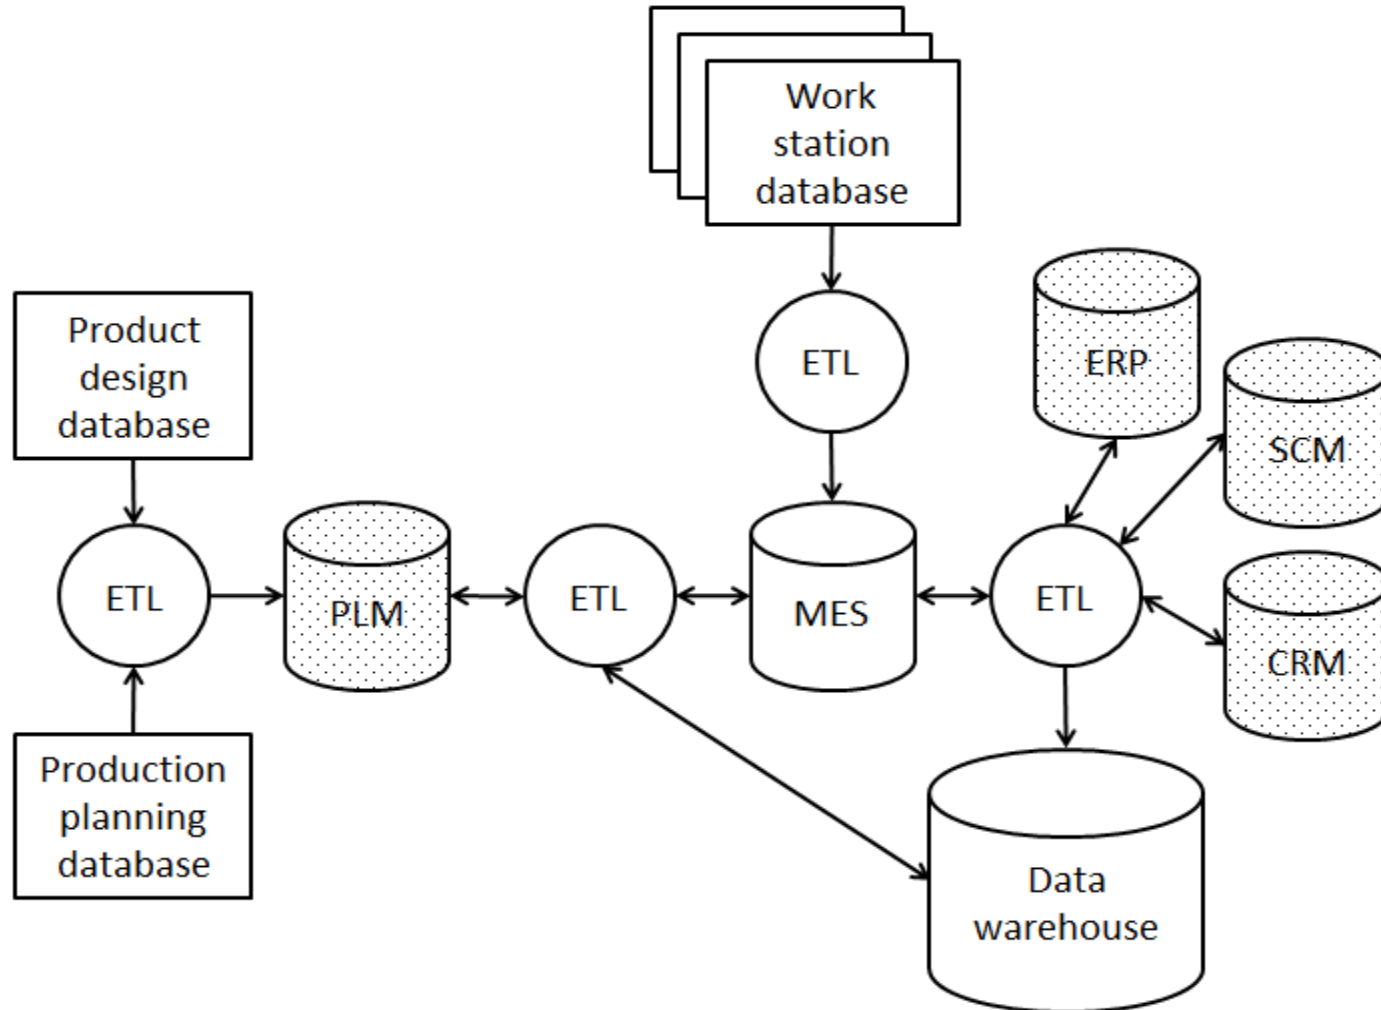 Work
station
database
Product
design
database
ETL
ERP
SCM
ETL
PLM
ETL
MES
ETL
CRM
Production
planning
database
Data
warehouse